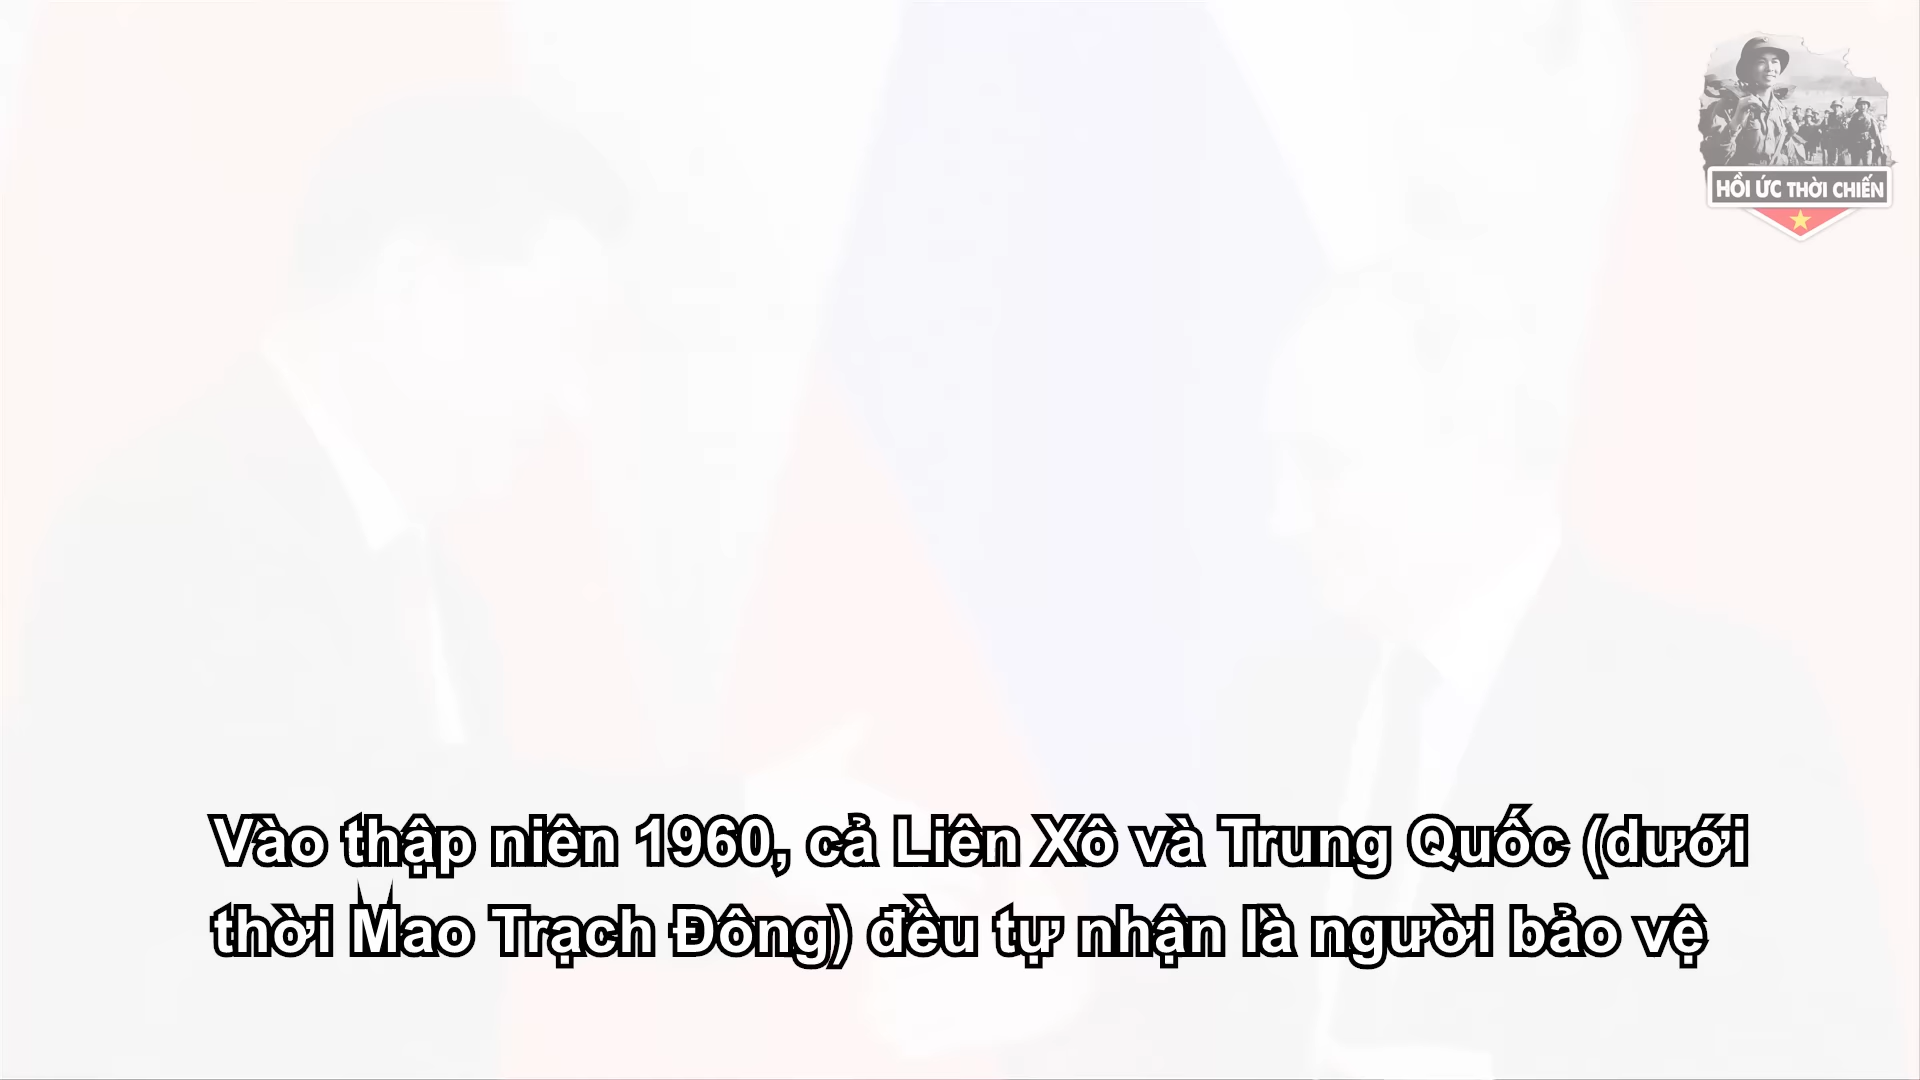 HỒI ỨC THỜI CHIẾN
Vào thập niên 1960, cả Liên Xô và Trung Quốc (dưới
thời Mao Trạch Đông) đều tự nhận là người bảo vệ